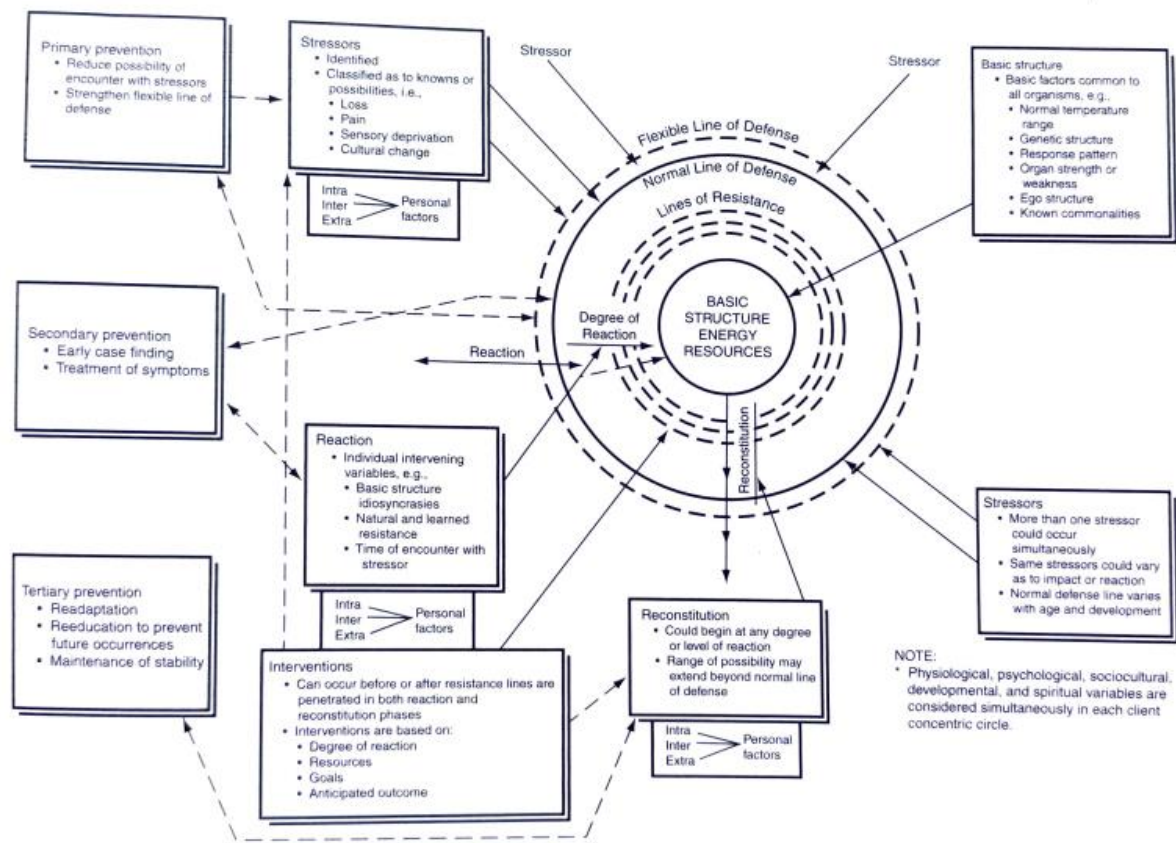 Primary prevention
• Reduce possibility of
encounter with stressors
• Strengthen flexible line of
defense
Stressors
• Identified
• Classified as to knowns or
possibilities, i.e.,
• Loss
• Pain
• Sensory deprivation
• Cultural change
Intra
Inter
Extra
Personal
factors
Stressor
Stressor
Basic structure
• Basic factors common to
all organisms, e.g.,
• Normal temperature
range
• Genetic structure
• Response pattern
• Organ strength or
weakness
• Ego structure
• Known commonalities
Flexible Line of Defense
Normal Line of Defense
Lines of Resistance
BASIC
STRUCTURE
ENERGY
RESOURCES
Degree of
Reaction
Reaction
Reconstitution
Secondary prevention
• Early case finding
• Treatment of symptoms
Reaction
• Individual intervening
variables, e.g.,
• Basic structure
idiosyncrasies
• Natural and learned
resistance
• Time of encounter with
stressor
Intra
Inter
Extra
Personal
factors
Stressors
• More than one stressor
could occur
simultaneously
• Same stressors could vary
as to impact or reaction
• Normal defense line varies
with age and development
Tertiary prevention
• Readaptation
• Reeducation to prevent
future occurrences
• Maintenance of stability
Interventions
• Can occur before or after resistance lines are
penetrated in both reaction and
reconstitution phases
• Interventions are based on:
• Degree of reaction
• Resources
• Goals
• Anticipated outcome
Reconstitution
• Could begin at any degree
or level of reaction
• Range of possibility may
extend beyond normal line
of defense
Intra
Inter
Extra
Personal
factors
NOTE:
* Physiological, psychological, sociocultural,
developmental, and spiritual variables are
considered simultaneously in each client
concentric circle.